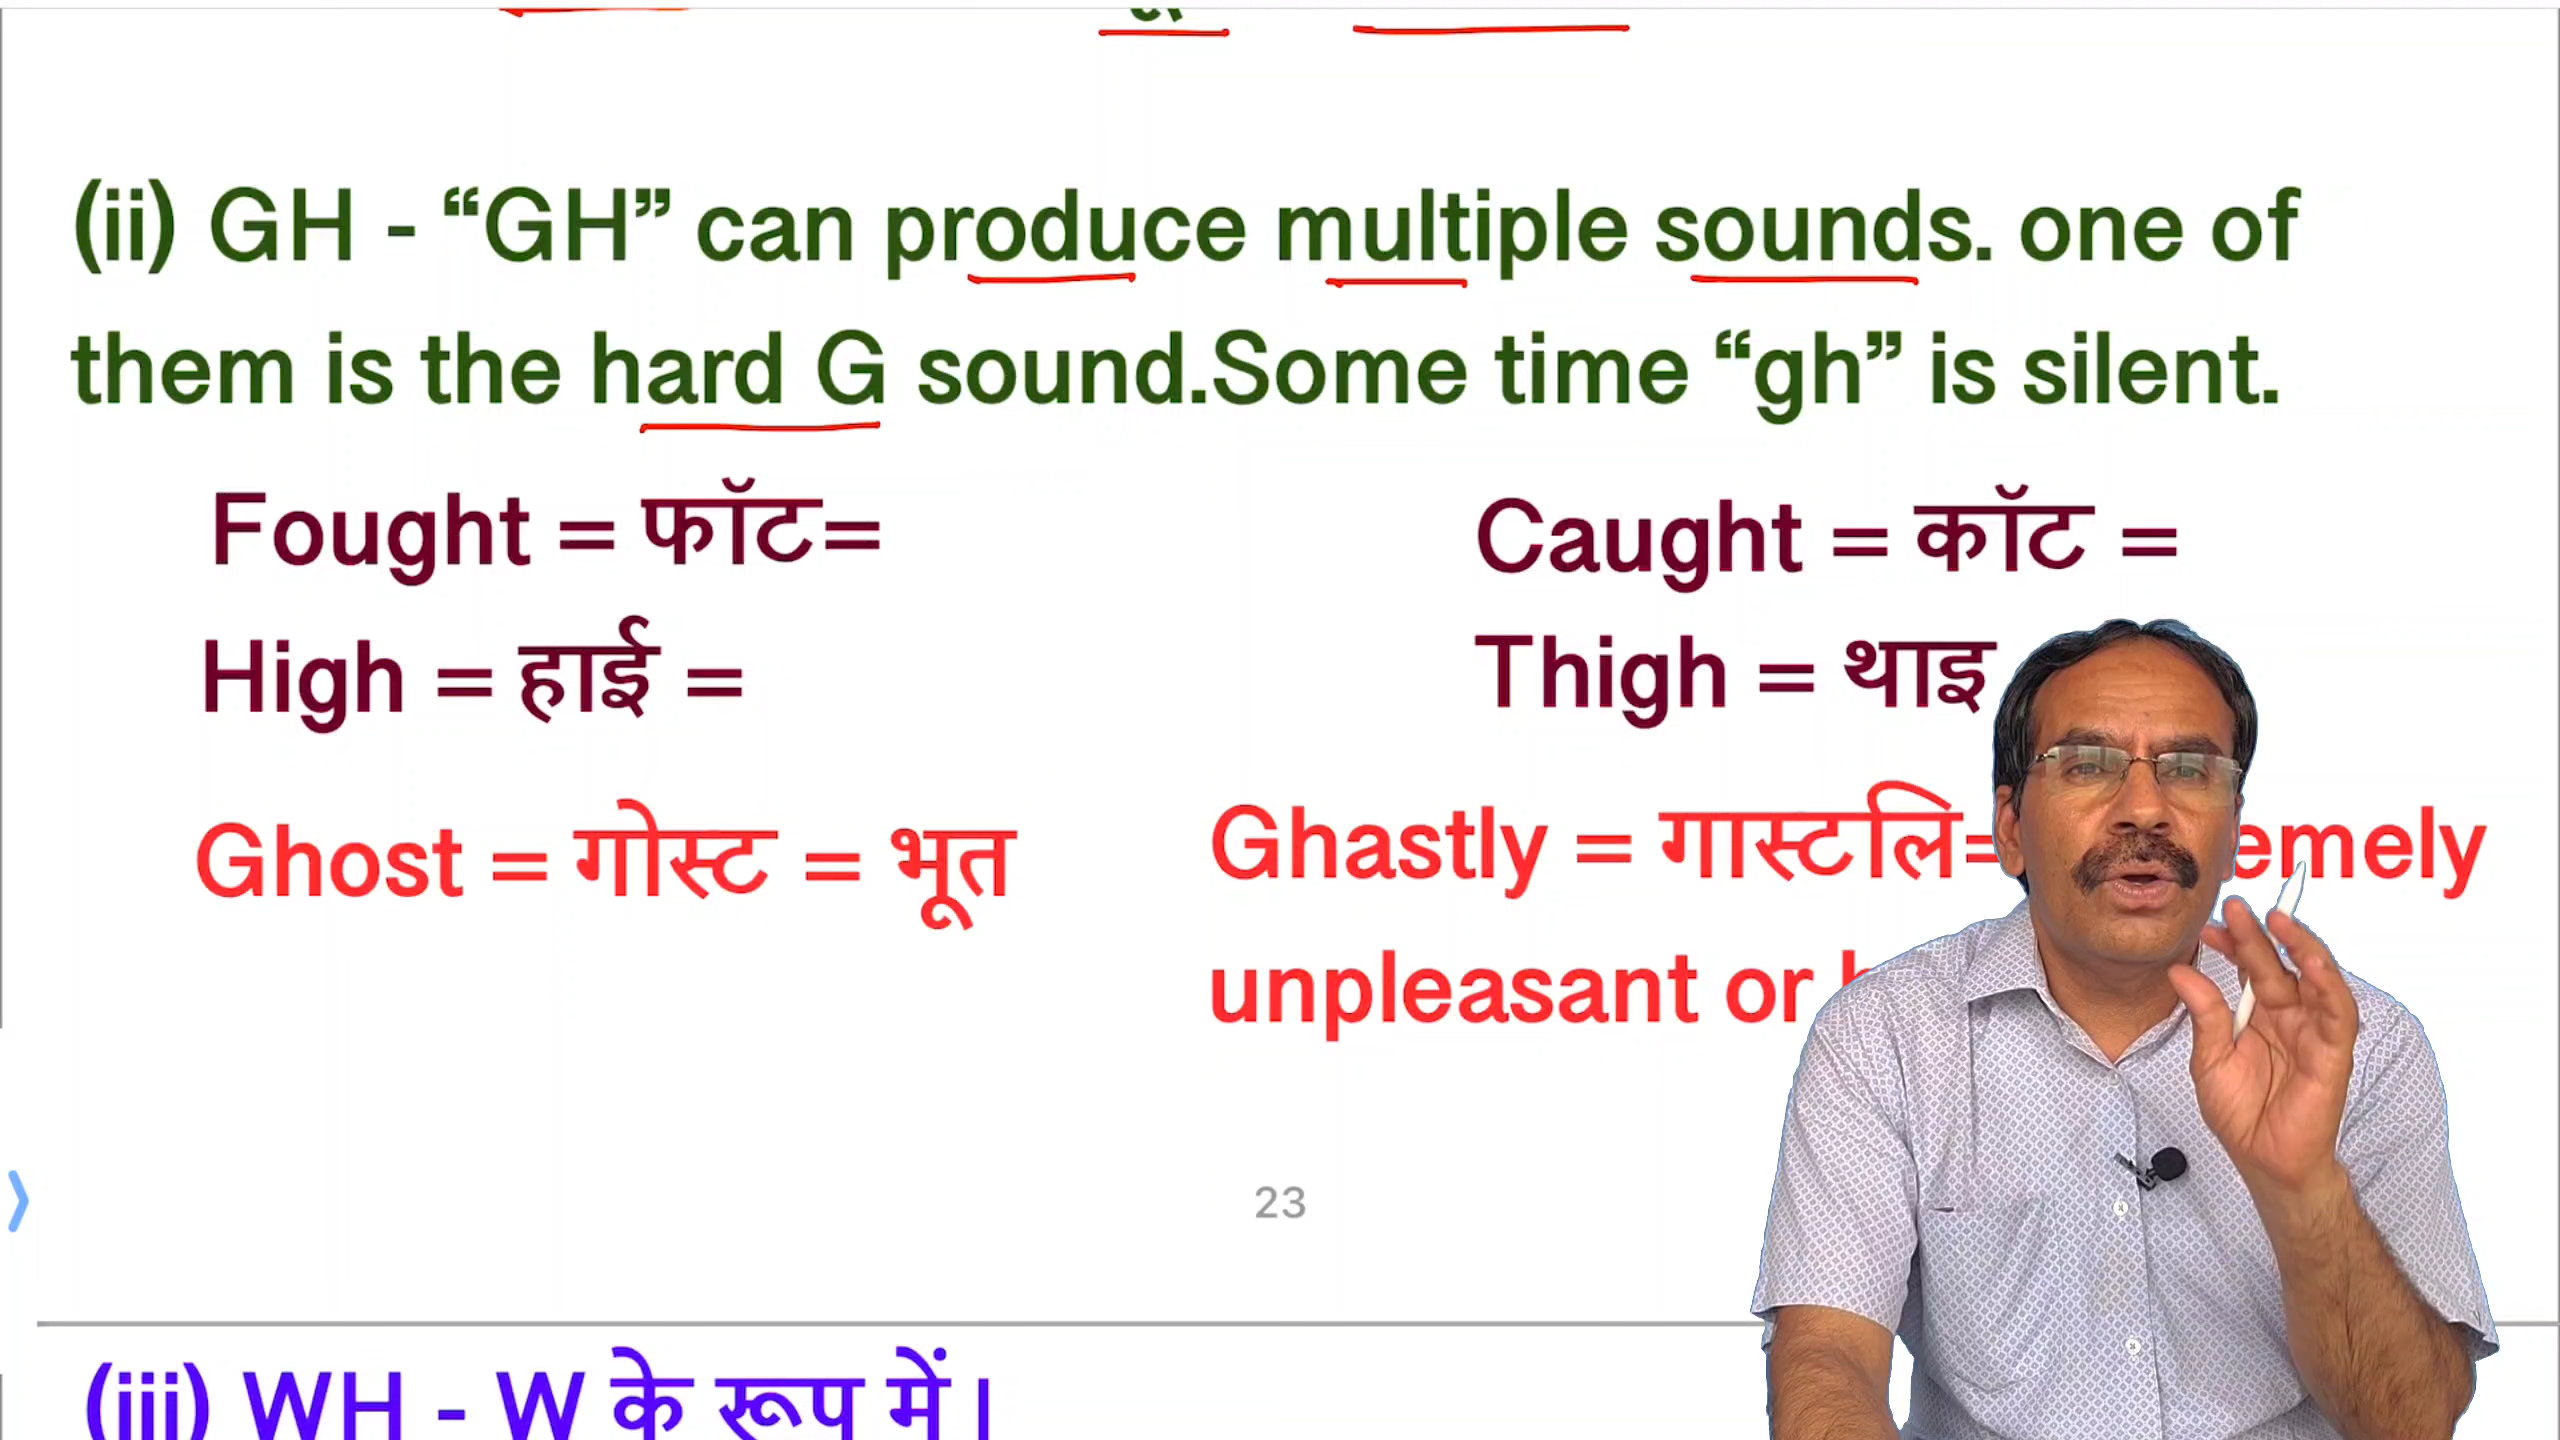 (ii) GH - “GH” can produce multiple sounds. one of
them is the hard G sound.Some time “gh” is silent.
Fought = फॉट=
Caught = कॉट =
High = हाई =
Thigh = थाइ
Ghost = गोस्ट = भूत
Ghastly = गास्टलि=
unpleasant or
23
(iii) WH - W के रूप में।